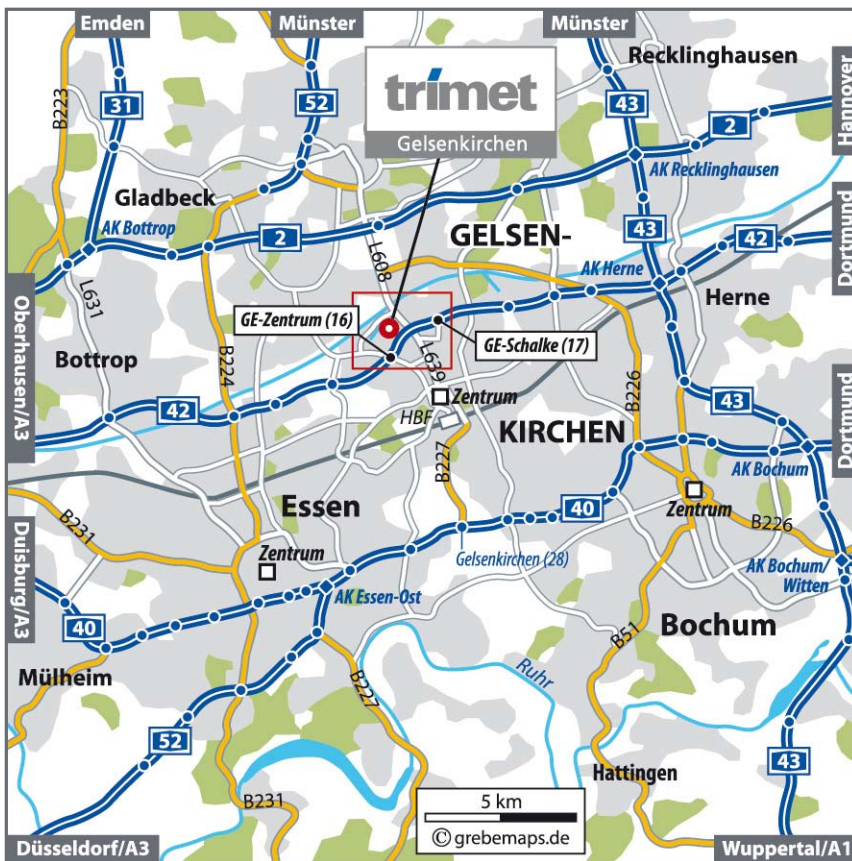 Emden
Münster
Münster
Recklinghausen
Hannover
trimet
Gelsenkirchen
31
52
43
2
B223
AK Recklinghausen
Gladbeck
AK Bottrop
2
L608
GELSEN-
43
42
AK Herne
Dortmund
L631
Oberhausen/A3
GE-Zentrum (16)
Herne
GE-Schalke (17)
Bottrop
B224
L639
42
Zentrum
HBF
B226
43
KIRCHEN
B227
AK Bochum
Dortmund
Essen
40
Zentrum
B226
B231
Zentrum
Gelsenkirchen (28)
Duisburg/A3
AK Essen-Ost
AK Bochum/
Witten
40
Bochum
B51
Mülheim
Ruhr
B227
52
43
Hattingen
B231
5 km
© grebemaps.de
Düsseldorf/A3
Wuppertal/A1